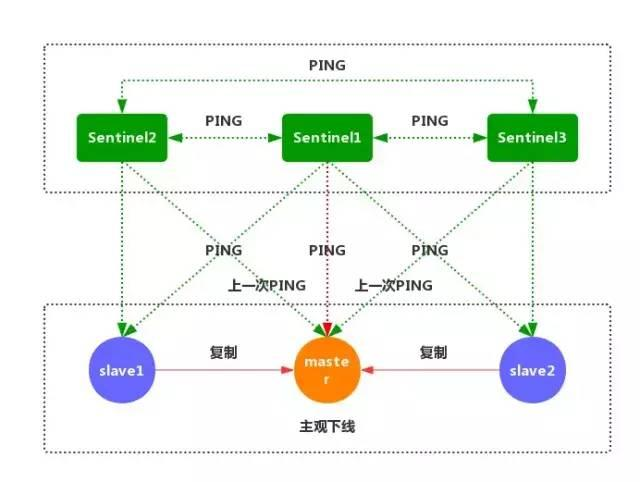 PING
Sentinel2
PING
Sentinel1
PING
Sentinel3
PING
PING
PING
上一次PING
上一次PING
slave1
复制
maste
r
复制
slave2
主观下线